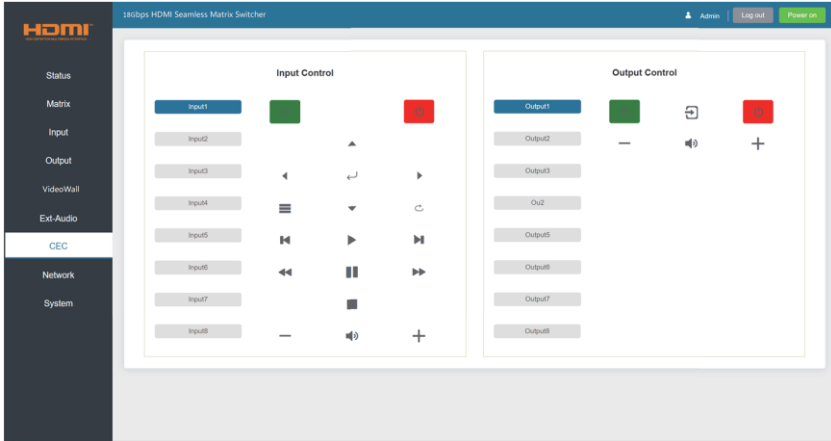 HDMI
18Gbps HDMI Seamless Matrix Switcher
Admin
Log out
Power on
Status
Matrix
Input
Output
VideoWall
Ext-Audio
CEC
Network
System
Input Control
Input1
Input2
Input3
Input4
Input5
Input6
Input7
Input8
Output Control
Output1
Output2
Output3
Ou2
Output5
Output6
Output7
Output8